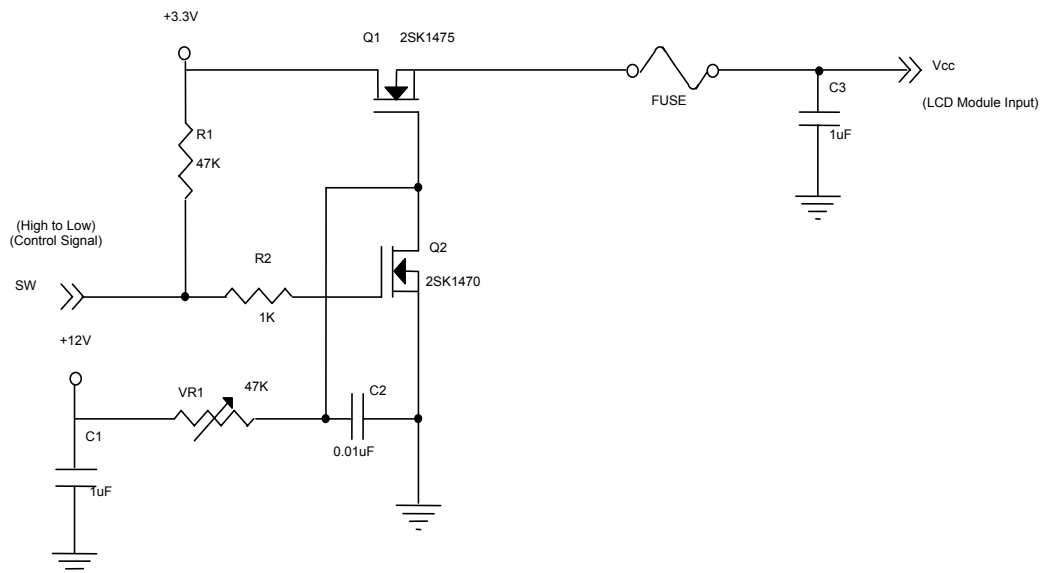 +3.3V
Q1 2SK1475
Vcc
(LCD Module Input)
FUSE
C3
1uF
R1
47K
(High to Low)
(Control Signal)
SW
R2
1K
Q2
2SK1470
+12V
VR1
47K
C2
0.01uF
C1
1uF